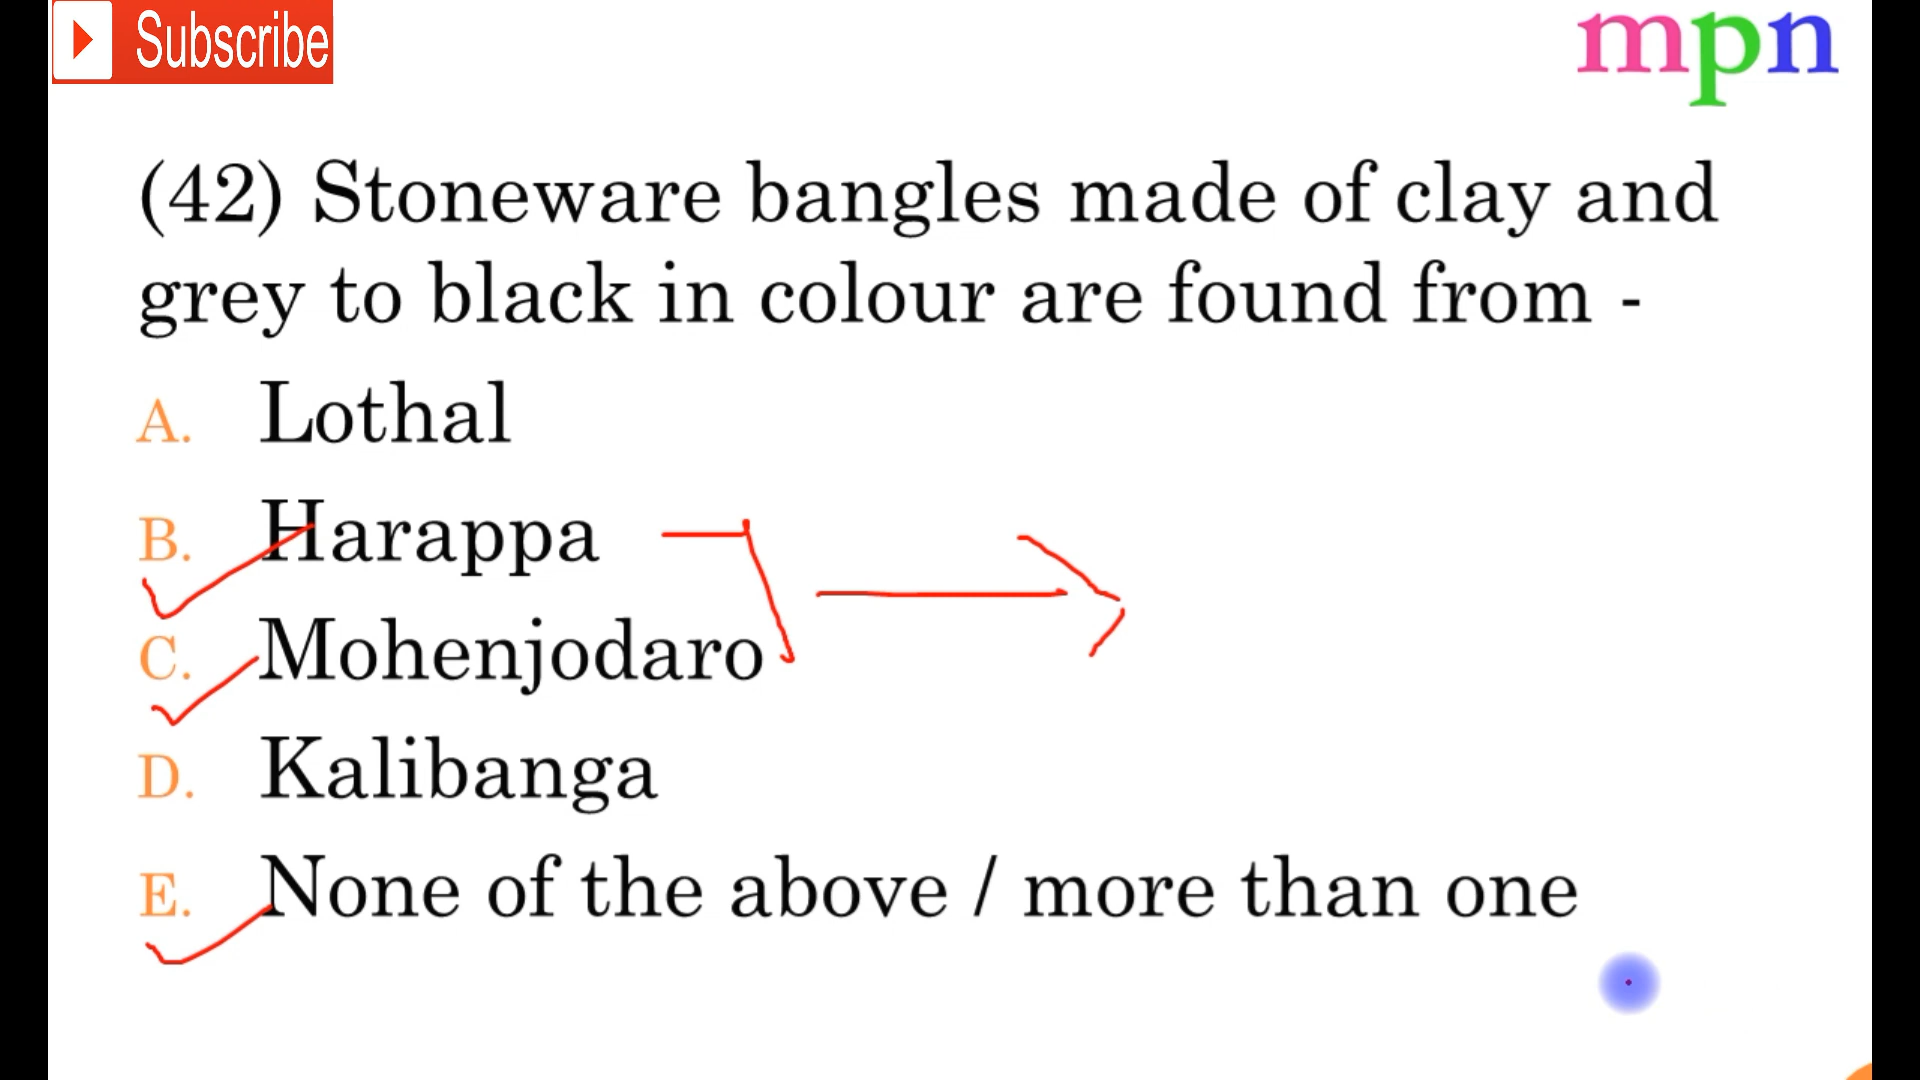 Subscribe
mpn
(42) Stoneware bangles made of clay and
grey to black in colour are found from -
A. Lothal
B. Harappa
C. Mohenjodaro
D. Kalibanga
E. None of the above / more than one